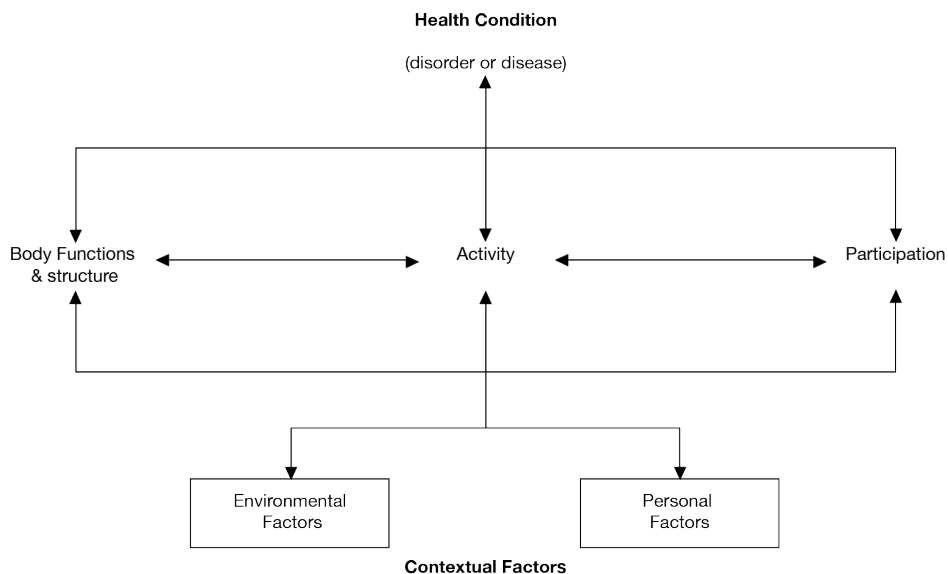 Health Condition
(disorder or disease)
Body Functions
& structure
Activity
Participation
Environmental
Factors
Personal
Factors
Contextual Factors